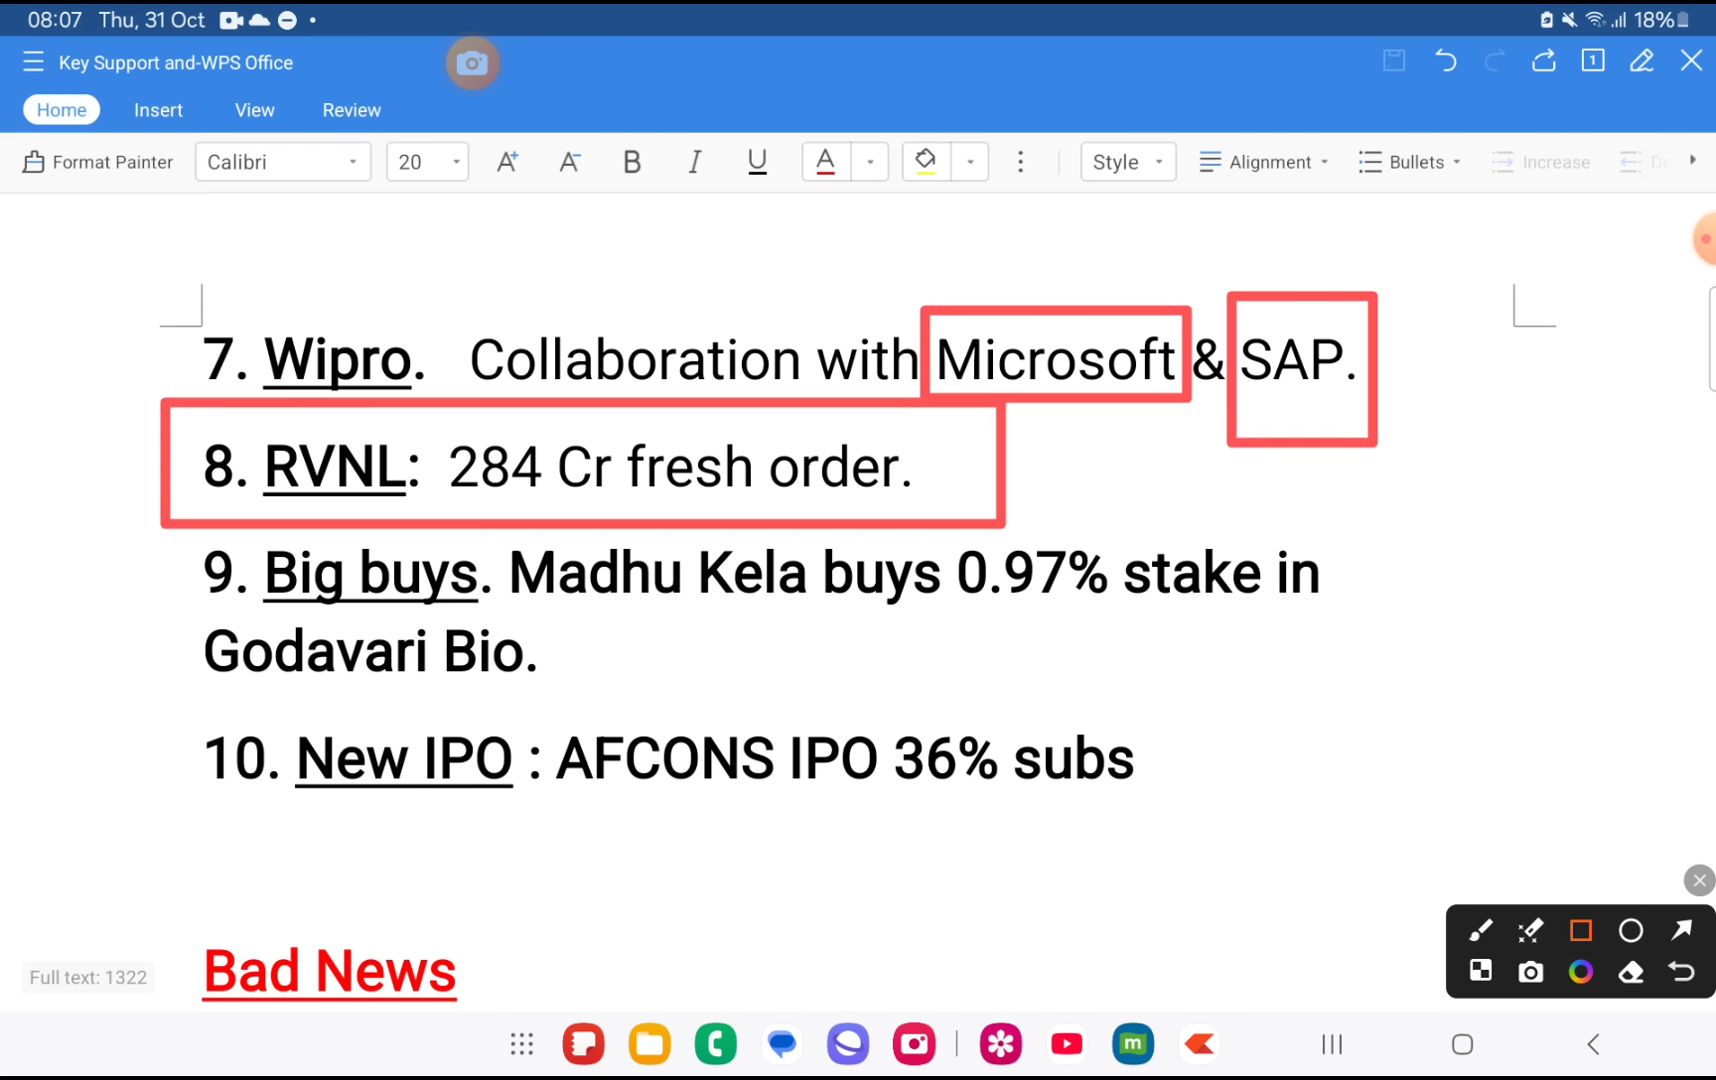 08:07 Thu, 31 Oct
18%
Key Support and-WPS Office
1
Home Insert View Review
Format Painter Calibri 20 A+ A- B I U A Style Alignment Bullets Increase
7. Wipro. Collaboration with Microsoft & SAP.
8. RVNL: 284 Cr fresh order.
9. Big buys. Madhu Kela buys 0.97% stake in
Godavari Bio.
10. New IPO : AFCONS IPO 36% subs
Bad News
Full text: 1322
m